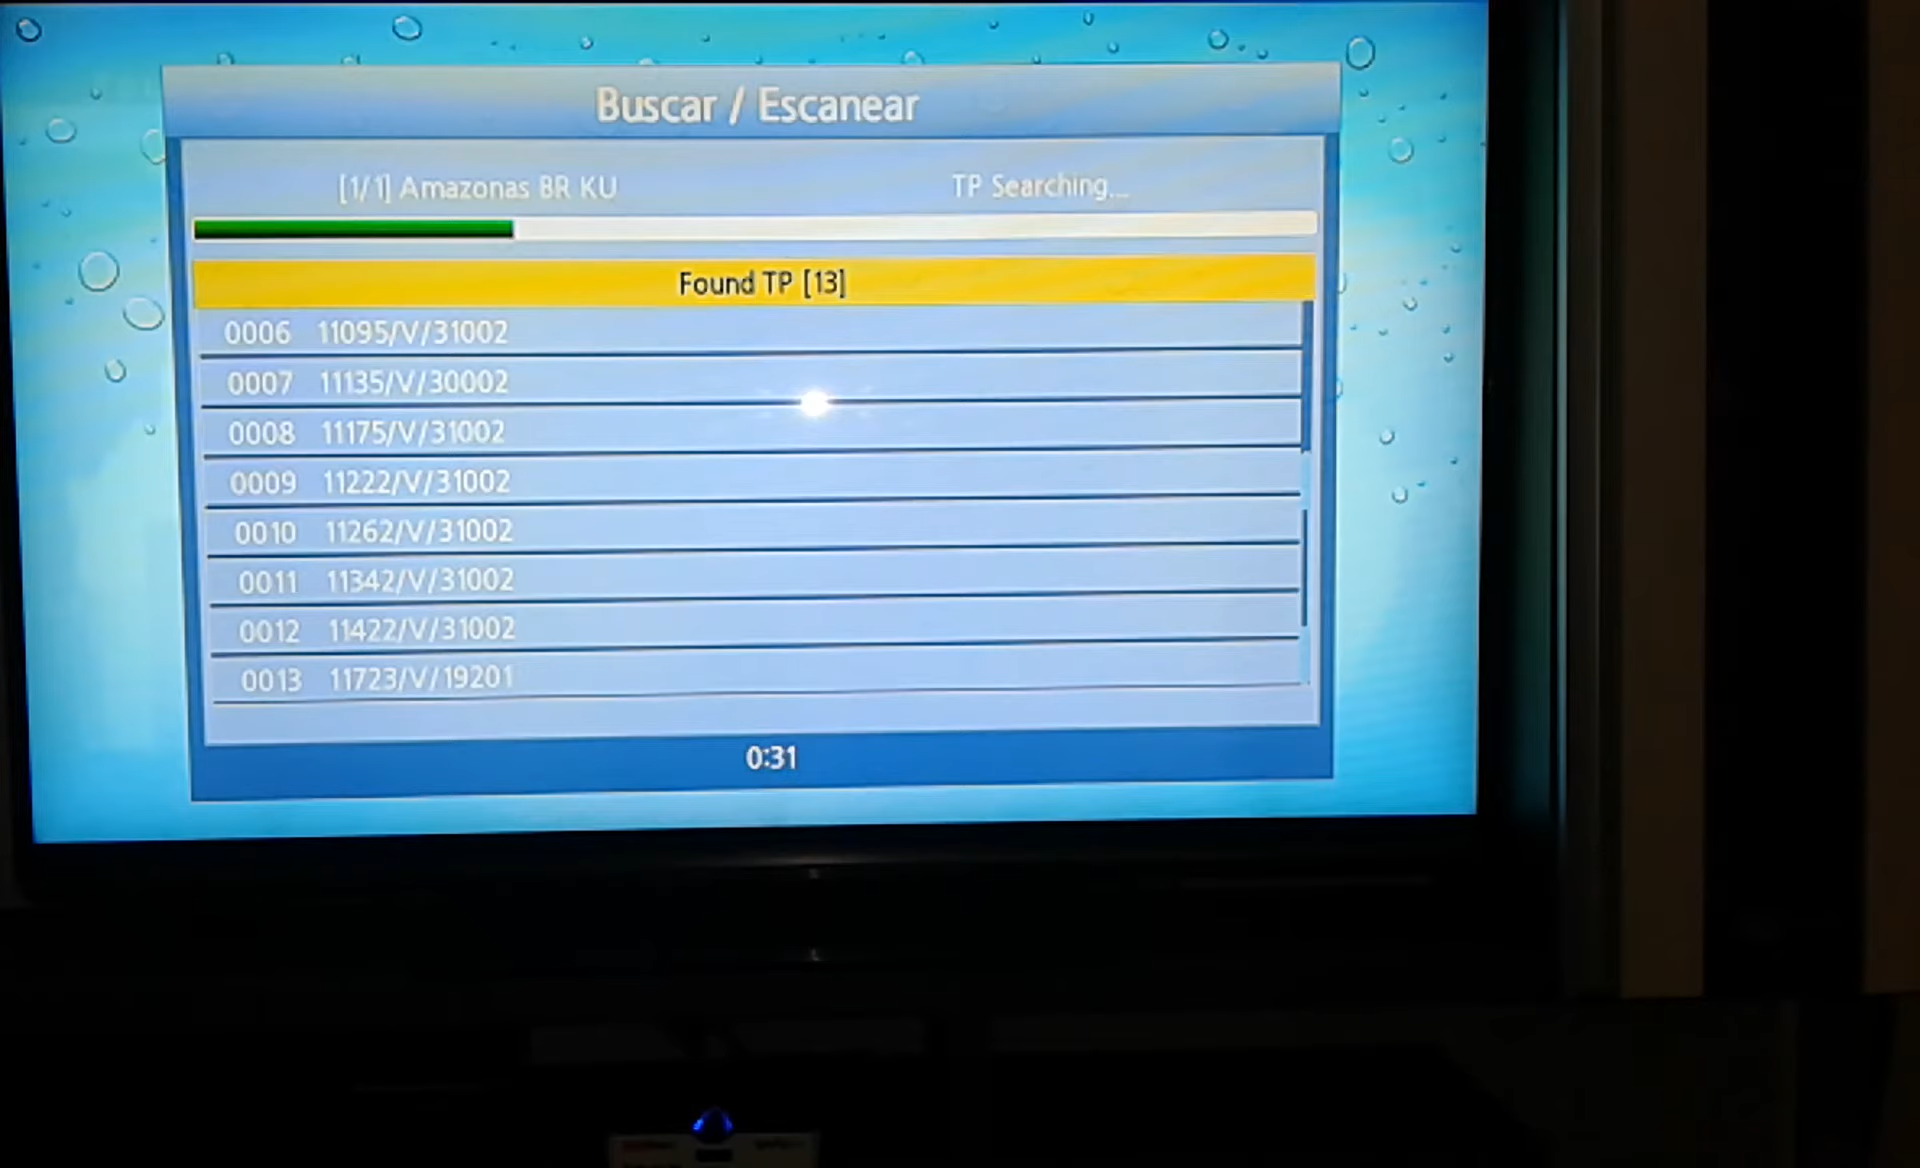 Buscar / Escanear
[1/1] Amazonas BR KU TP Searching...
Found TP [13]
0006 11095/V/31002
0007 11135/V/30002
0008 11175/V/31002
0009 11222/V/31002
0010 11262/V/31002
0011 11342/V/31002
0012 11422/V/31002
0013 11723/V/19201
0:31